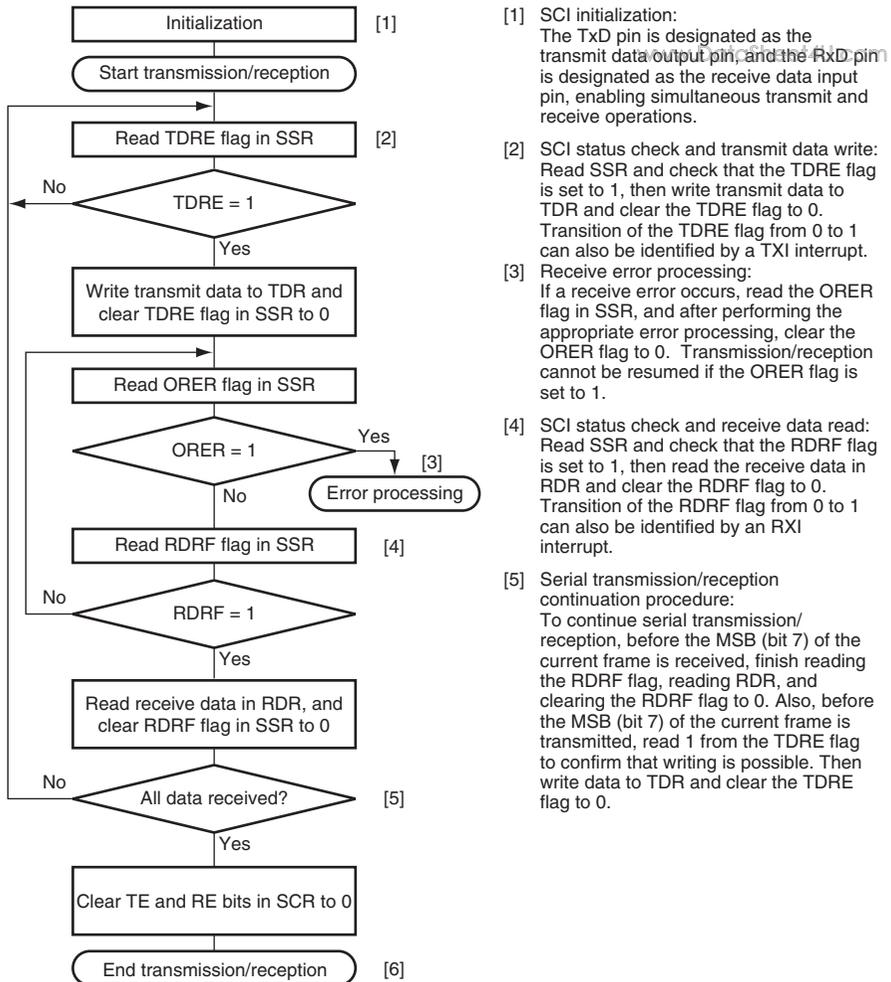 Initialization
[1]
Start transmission/reception
Read TDRE flag in SSR
[2]
No
TDRE = 1
Yes
Write transmit data to TDR and
clear TDRE flag in SSR to 0
Read ORER flag in SSR
ORER = 1
Yes
[3]
Error processing
No
Read RDRF flag in SSR
[4]
No
RDRF = 1
Yes
Read receive data in RDR, and
clear RDRF flag in SSR to 0
No
All data received?
[5]
Yes
Clear TE and RE bits in SCR to 0
End transmission/reception
[6]
[1] SCI initialization:
The TxD pin is designated as the
transmit data output pin, and the RxD pin
is designated as the receive data input
pin, enabling simultaneous transmit and
receive operations.
www.DataSheet4U.com
[2] SCI status check and transmit data write:
Read SSR and check that the TDRE flag
is set to 1, then write transmit data to
TDR and clear the TDRE flag to 0.
Transition of the TDRE flag from 0 to 1
can also be identified by a TXI interrupt.
[3] Receive error processing:
If a receive error occurs, read the ORER
flag in SSR, and after performing the
appropriate error processing, clear the
ORER flag to 0. Transmission/reception
cannot be resumed if the ORER flag is
set to 1.
[4] SCI status check and receive data read:
Read SSR and check that the RDRF flag
is set to 1, then read the receive data in
RDR and clear the RDRF flag to 0.
Transition of the RDRF flag from 0 to 1
can also be identified by an RXI
interrupt.
[5] Serial transmission/reception
continuation procedure:
To continue serial transmission/
reception, before the MSB (bit 7) of the
current frame is received, finish reading
the RDRF flag, reading RDR, and
clearing the RDRF flag to 0. Also, before
the MSB (bit 7) of the current frame is
transmitted, read 1 from the TDRE flag
to confirm that writing is possible. Then
write data to TDR and clear the TDRE
flag to 0.